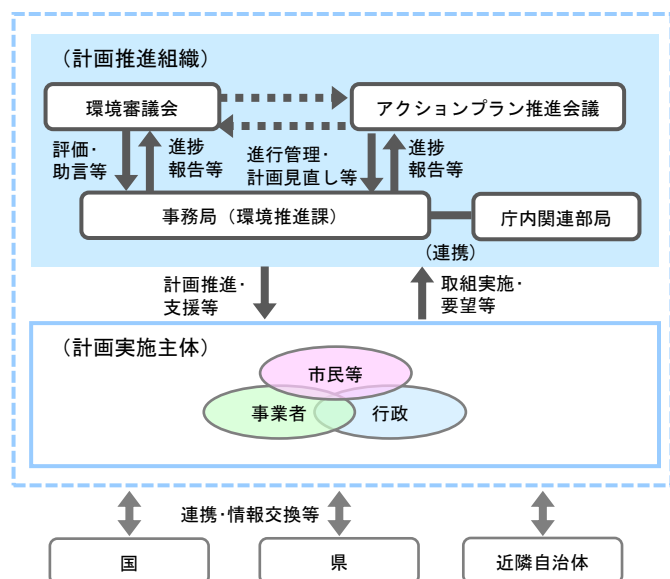 （計画推進組織）
環境審議会
アクションプラン推進会議
評価・
助言等
進捗
報告等
進行管理・
計画見直し等
進捗
報告等
事務局（環境推進課）
庁内関連部局
（連携）
計画推進・
支援等
取組実施・
要望等
（計画実施主体）
市民等
事業者
行政
連携・情報交換等
国
県
近隣自治体